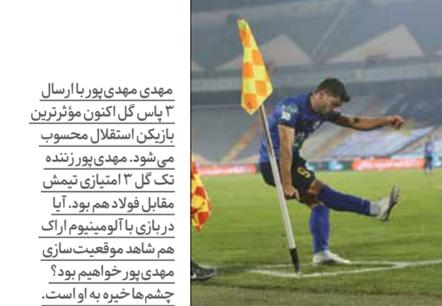 مهدی مهدی‌پور با ارسال
۳ پاس گل اکنون مؤثرترین
بازیکن استقلال محسوب
می‌شود. مهدی‌پور زننده
تک گل ۳ امتیازی تیمش
مقابل فولاد هم بود. آیا
در بازی با آلومینیوم اراک
هم شاهد موقعیت‌سازی
مهدی‌پور خواهیم بود؟
چشم‌ها خیره به او است.